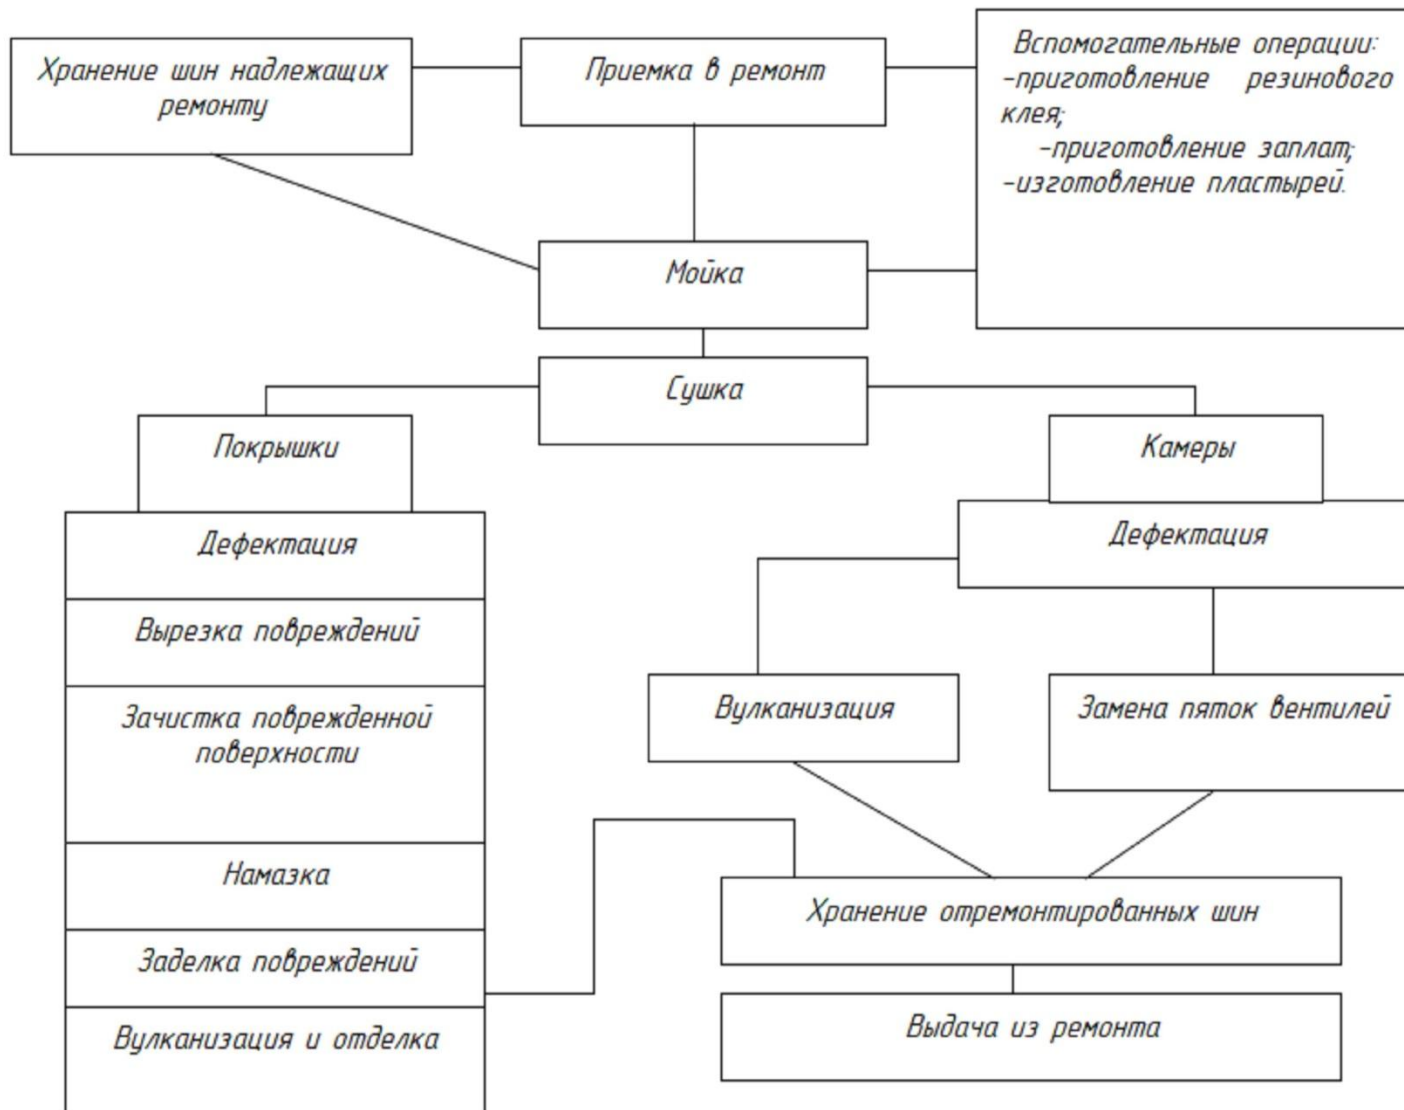 Хранение шин надлежащих
ремонту
Приемка в ремонт
Вспомогательные операции:
-приготовление резинового
клея;
-приготовление заплат;
-изготовление пластырей.
Мойка
Сушка
Покрышки
Камеры
Дефектация
Вырезка повреждений
Зачистка поврежденной
поверхности
Намазка
Заделка повреждений
Вулканизация и отделка
Дефектация
Вулканизация
Замена пяток вентилей
Хранение отремонтированных шин
Выдача из ремонта